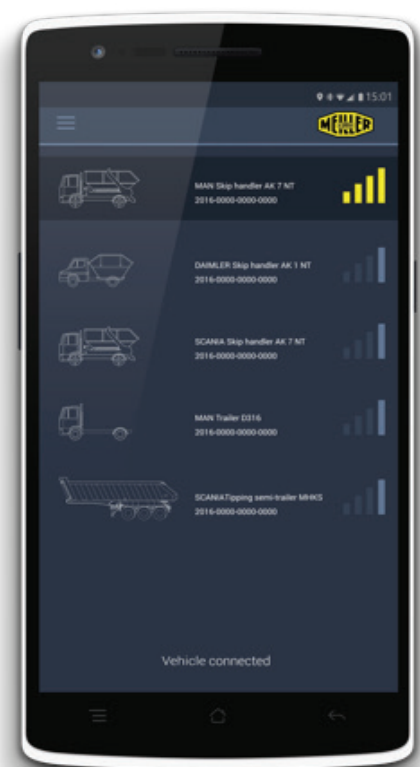 15:01
MEILLER
MAN Skip handler AK 7 NT
2016-0000-0000-0000
DAIMLER Skip handler AK 1 NT
2016-0000-0000-0000
SCANIA Skip handler AK 7 NT
2016-0000-0000-0000
MAN Trailer D316
2016-0000-0000-0000
SCANIATipping semi-trailer MHKS
2016-0000-0000-0000
Vehicle connected